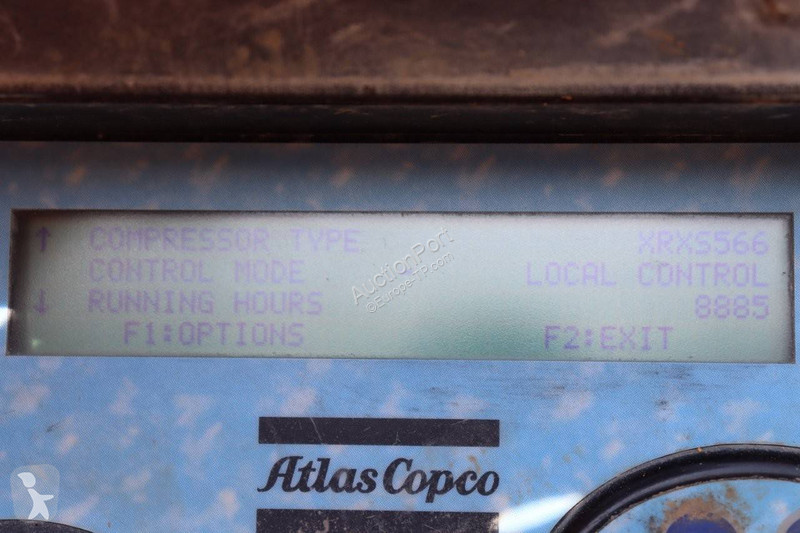 ↑ COMPRESSOR TYPE XRXS566
CONTROL MODE LOCAL CONTROL
↓ RUNNING HOURS 8885
F1:OPTIONS F2:EXIT
AuctionPort
©Europe-TP.com
Atlas Copco